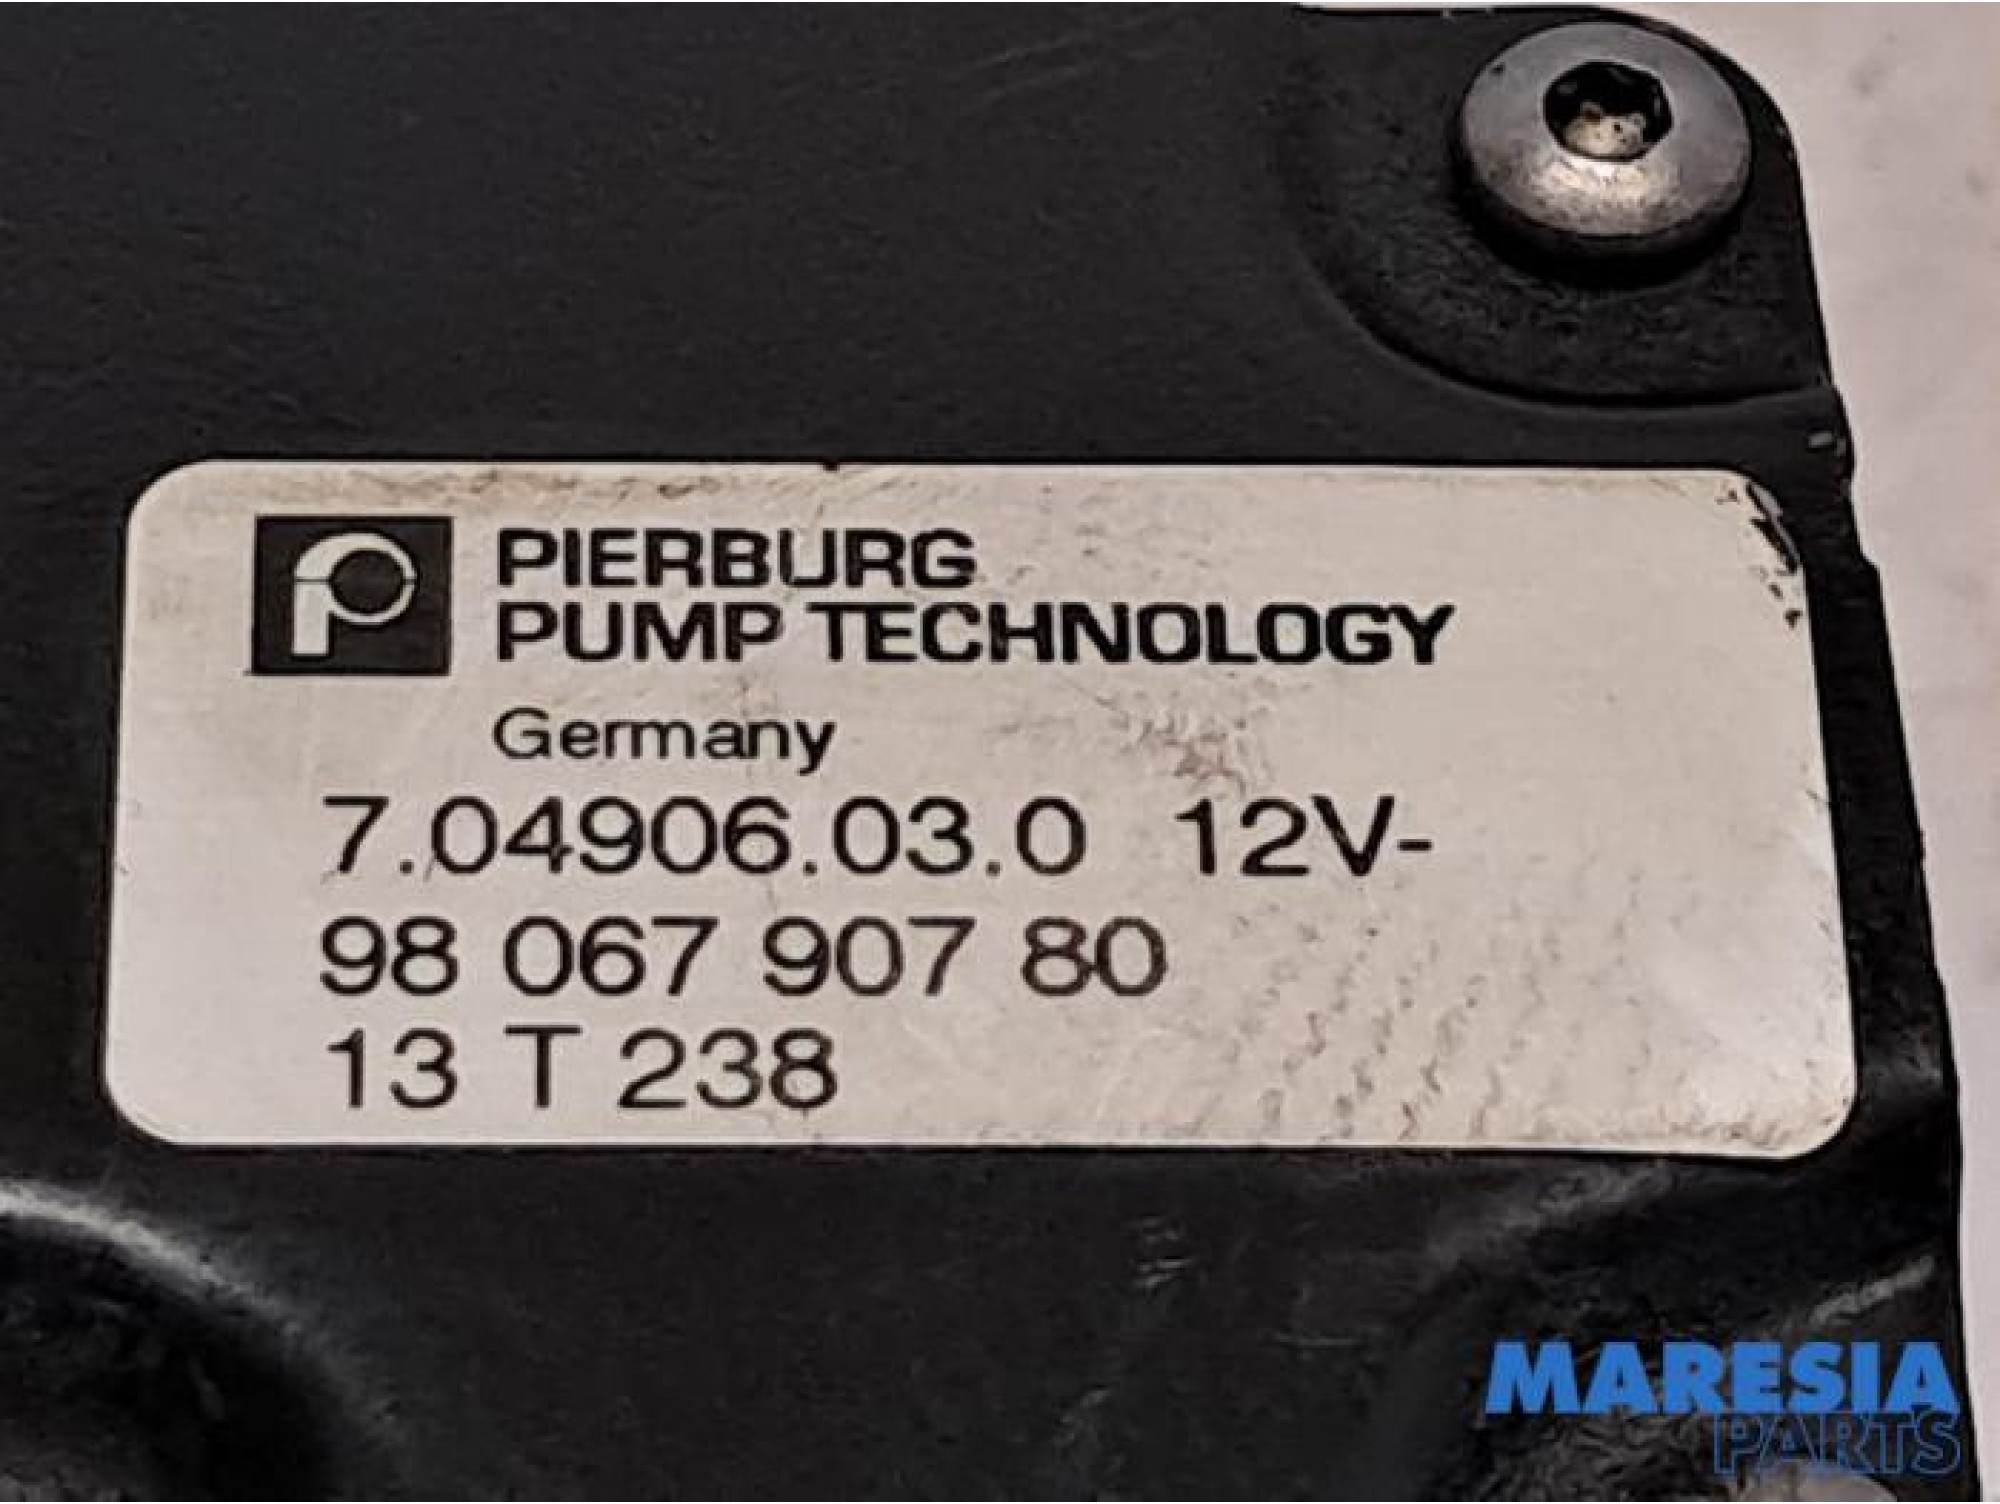 PIERBURG
PUMP TECHNOLOGY
Germany
7.04906.03.0 12V-
98 067 907 80
13 T 238
MARESIA
PARTS